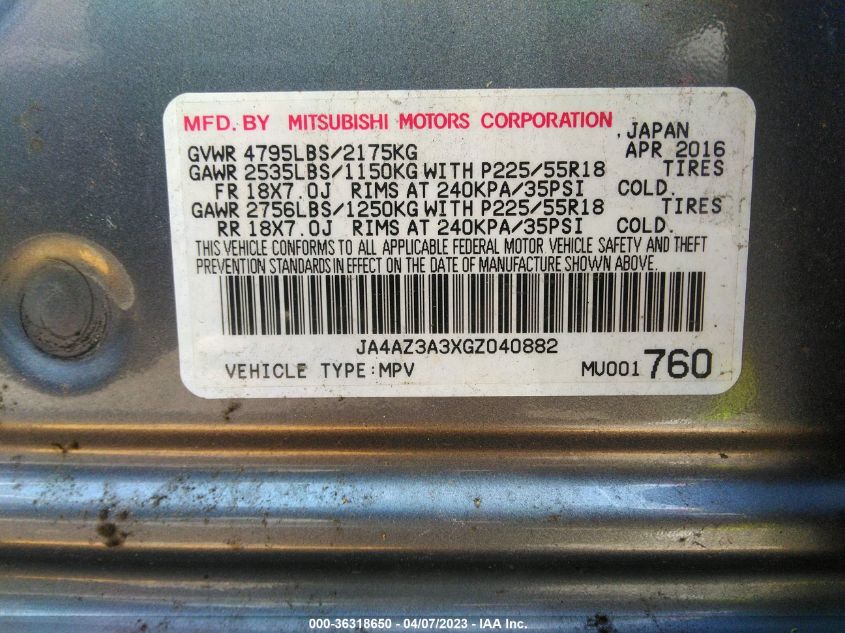 MFD. BY MITSUBISHI MOTORS CORPORATION , JAPAN
GVWR 4795LBS/2175KG APR 2016
GAWR 2535LBS/1150KG WITH P225/55R18 TIRES
FR 18X7.0J RIMS AT 240KPA/35PSI COLD.
GAWR 2756LBS/1250KG WITH P225/55R18 TIRES
RR 18X7.0J RIMS AT 240KPA/35PSI COLD.
THIS VEHICLE CONFORMS TO ALL APPLICABLE FEDERAL MOTOR VEHICLE SAFETY AND THEFT
PREVENTION STANDARDS IN EFFECT ON THE DATE OF MANUFACTURE SHOWN ABOVE.
JA4AZ3A3XGZ040882
VEHICLE TYPE:MPV MU001 760
000-36318650 - 04/07/2023 - © IAA Inc.